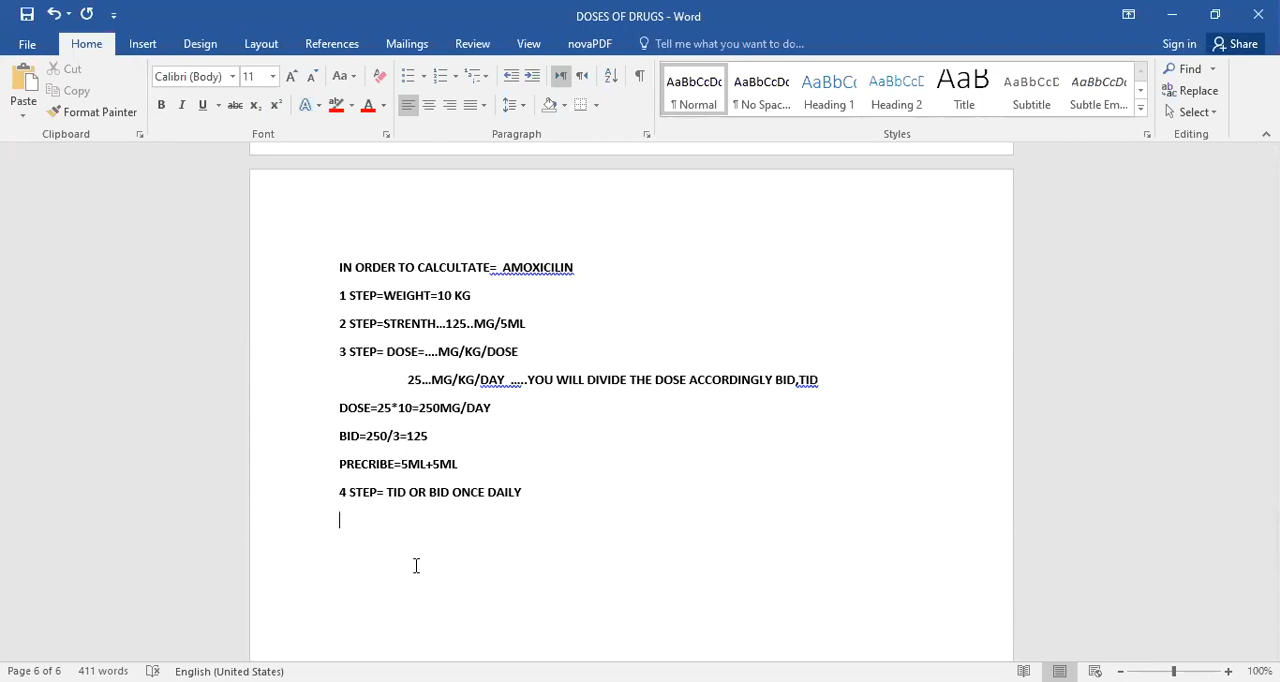 DOSES OF DRUGS - Word
File Home Insert Design Layout References Mailings Review View novaPDF Tell me what you want to do... Sign in Share
Cut
Copy
Format Painter
Paste
Clipboard
Calibri (Body) 11
Font
Paragraph
AaBbCcDc AaBbCcDc AaBbCc AaBbCcD AaB AaBbCcD AaBbCcDc
¶ Normal ¶ No Spac... Heading 1 Heading 2 Title Subtitle Subtle Em...
Styles
Find
Replace
Select
Editing
IN ORDER TO CALCULTATE= AMOXICILIN
1 STEP=WEIGHT=10 KG
2 STEP=STRENTH...125..MG/5ML
3 STEP= DOSE=....MG/KG/DOSE
25...MG/KG/DAY .....YOU WILL DIVIDE THE DOSE ACCORDINGLY BID,TID
DOSE=25*10=250MG/DAY
BID=250/3=125
PRECRIBE=5ML+5ML
4 STEP= TID OR BID ONCE DAILY
Page 6 of 6 411 words English (United States) 100%